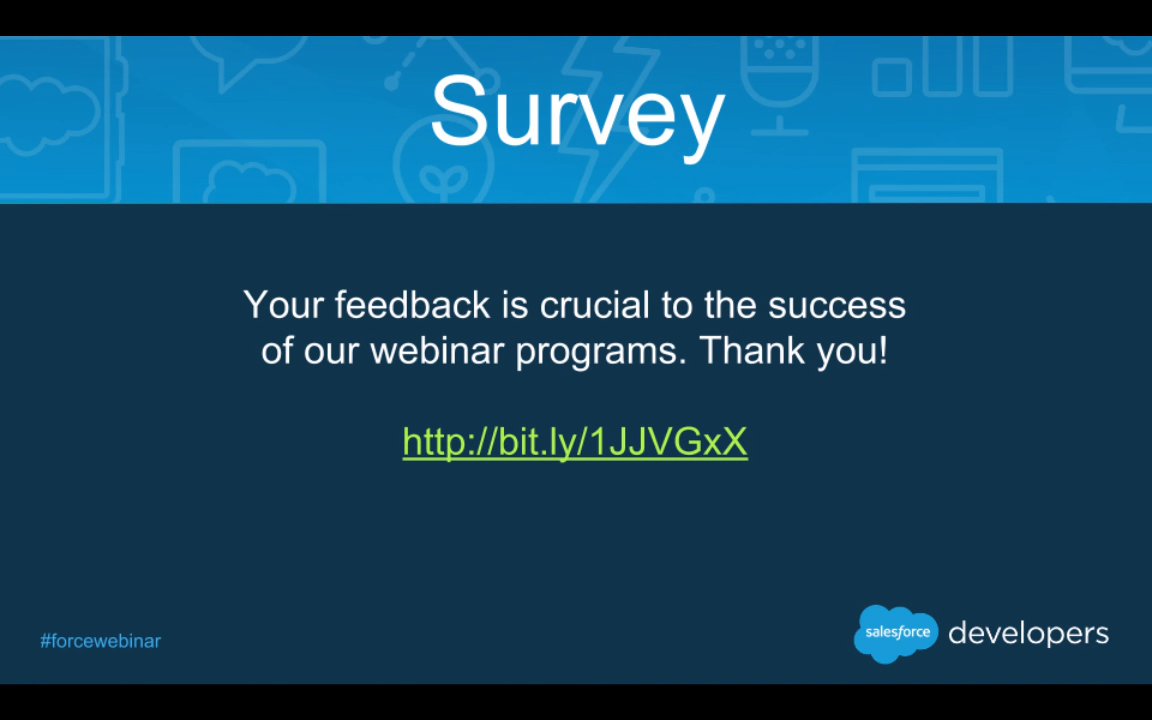 Survey
Your feedback is crucial to the success
of our webinar programs. Thank you!
http://bit.ly/1JJVGxX
#forcewebinar
salesforce developers